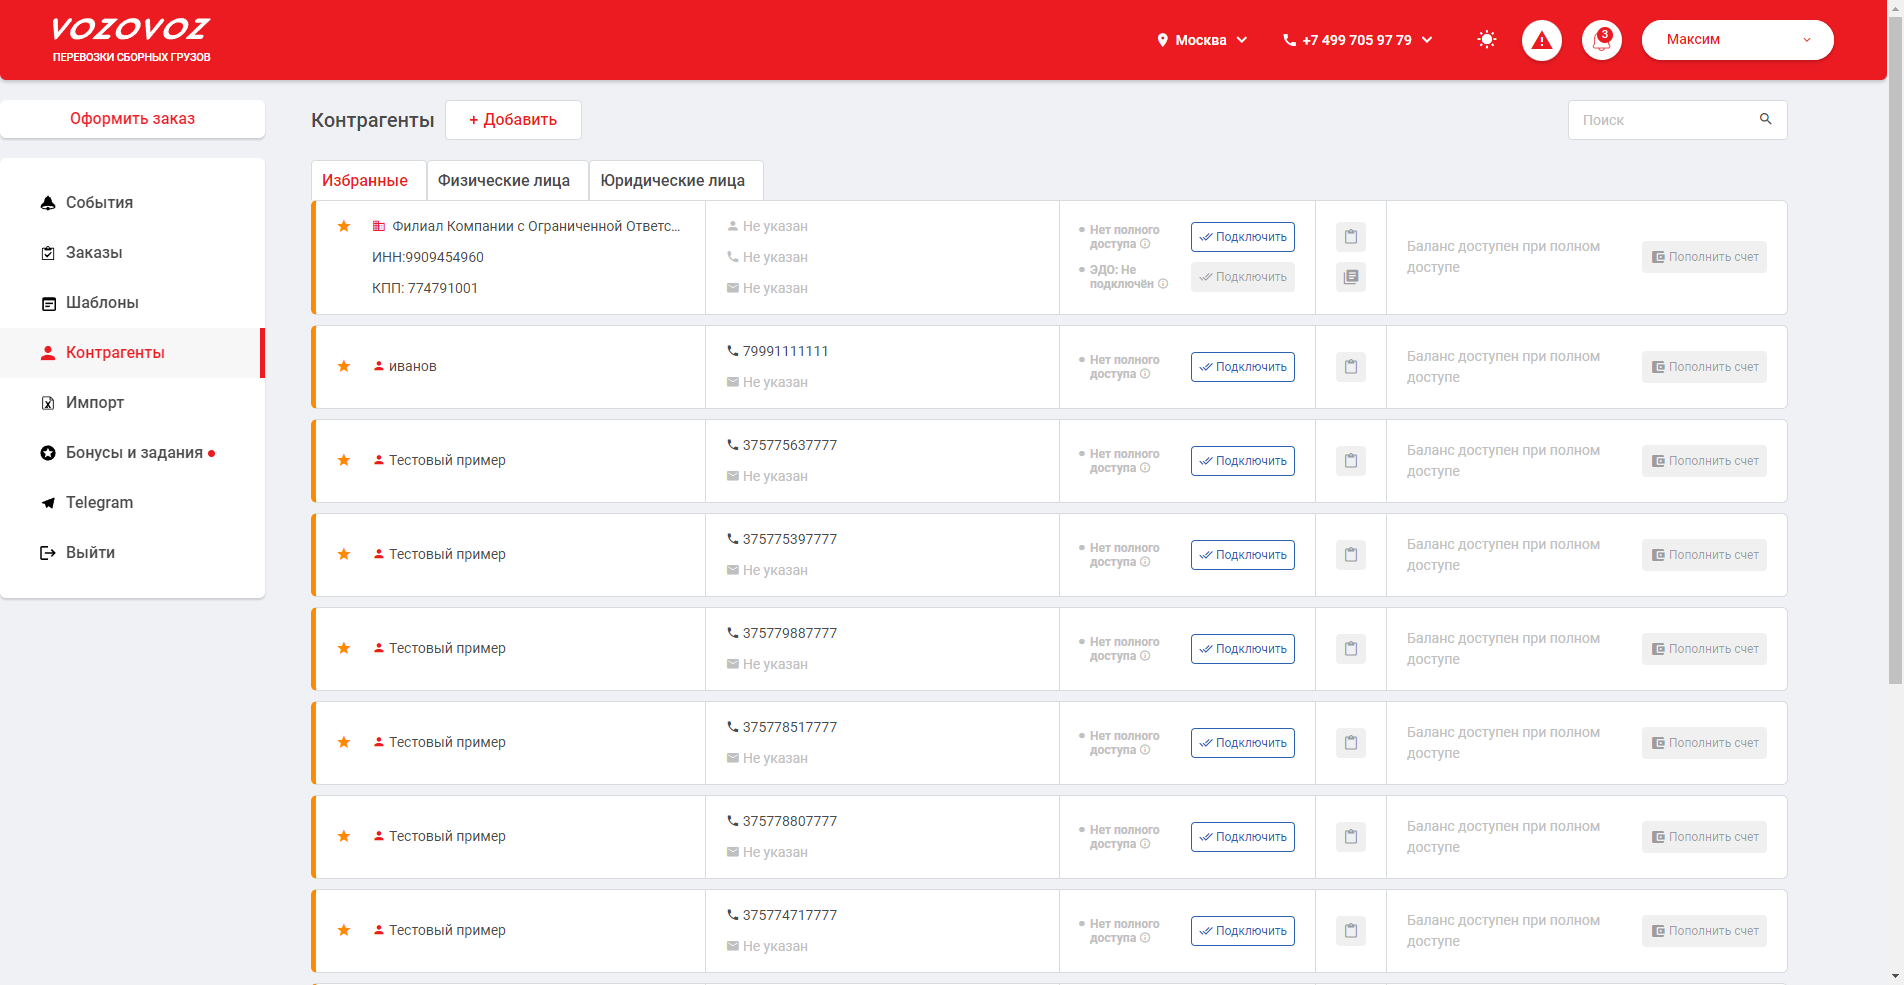 VOZOVOZ
ПЕРЕВОЗКИ СБОРНЫХ ГРУЗОВ
Москва
+7 499 705 97 79
3
Максим
Оформить заказ
События
Заказы
Шаблоны
Контрагенты
Импорт
Бонусы и задания
Telegram
Выйти
Контрагенты
+ Добавить
Поиск
Избранные
Физические лица
Юридические лица
Филиал Компании с Ограниченной Ответс...
ИНН:9909454960
КПП: 774791001
Не указан
Не указан
Не указан
Нет полного
доступа
Подключить
ЭДО: Не
подключён
Подключить
Баланс доступен при полном
доступе
Пополнить счет
иванов
79991111111
Не указан
Нет полного
доступа
Подключить
Баланс доступен при полном
доступе
Пополнить счет
Тестовый пример
375775637777
Не указан
Нет полного
доступа
Подключить
Баланс доступен при полном
доступе
Пополнить счет
Тестовый пример
375775397777
Не указан
Нет полного
доступа
Подключить
Баланс доступен при полном
доступе
Пополнить счет
Тестовый пример
375779887777
Не указан
Нет полного
доступа
Подключить
Баланс доступен при полном
доступе
Пополнить счет
Тестовый пример
375778517777
Не указан
Нет полного
доступа
Подключить
Баланс доступен при полном
доступе
Пополнить счет
Тестовый пример
375778807777
Не указан
Нет полного
доступа
Подключить
Баланс доступен при полном
доступе
Пополнить счет
Тестовый пример
375774717777
Не указан
Нет полного
доступа
Подключить
Баланс доступен при полном
доступе
Пополнить счет